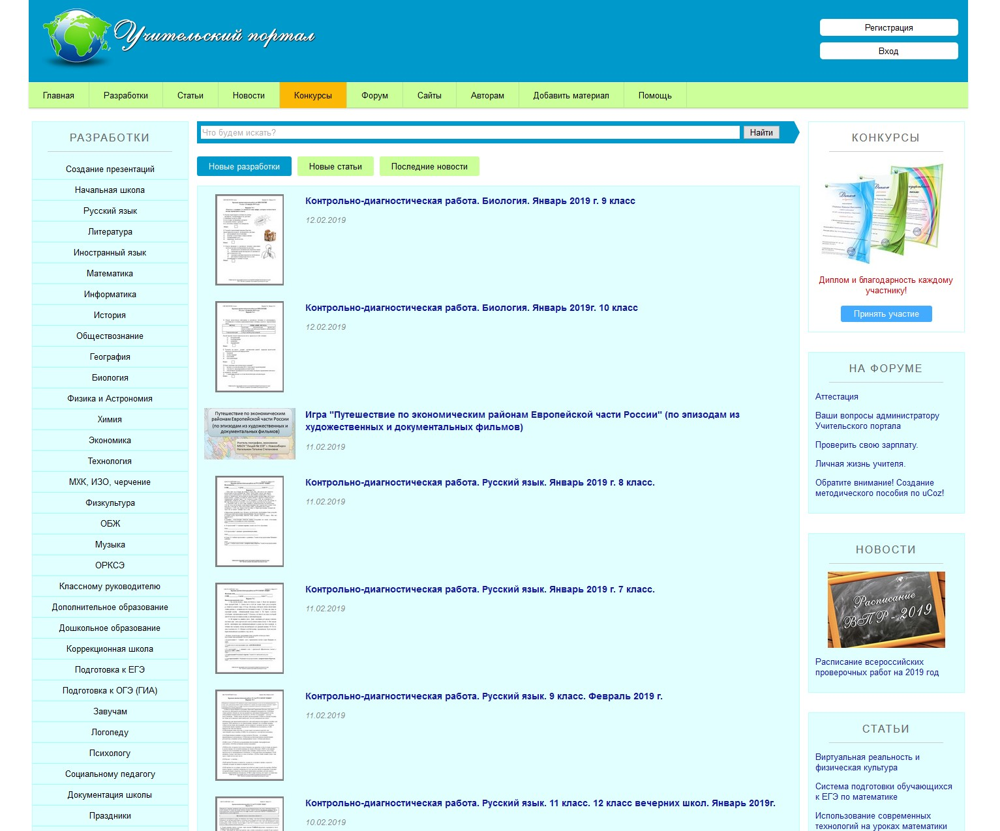 Учительский портал
Регистрация
Вход
Главная
Разработки
Статьи
Новости
Конкурсы
Форум
Сайты
Авторам
Добавить материал
Помощь
РАЗРАБОТКИ
Создание презентаций
Начальная школа
Русский язык
Литература
Иностранный язык
Математика
Информатика
История
Обществознание
География
Биология
Физика и Астрономия
Химия
Экономика
Технология
МХК, ИЗО, черчение
Физкультура
ОБЖ
Музыка
ОРКСЭ
Классному руководителю
Дополнительное образование
Дошкольное образование
Коррекционная школа
Подготовка к ЕГЭ
Подготовка к ОГЭ (ГИА)
Завучам
Логопеду
Психологу
Социальному педагогу
Документация школы
Праздники
Что будем искать?
Найти
Новые разработки
Новые статьи
Последние новости
Контрольно-диагностическая работа. Биология. Январь 2019 г. 9 класс
12.02.2019
Контрольно-диагностическая работа. Биология. Январь 2019г. 10 класс
12.02.2019
Путешествие по экономическим
районам Европейской части России
(по эпизодам из художественных и
документальных фильмов)
Учитель географии, экономики
Игра "Путешествие по экономическим районам Европейской части России" (по эпизодам из
художественных и документальных фильмов)
11.02.2019
Контрольно-диагностическая работа. Русский язык. Январь 2019 г. 8 класс.
11.02.2019
Контрольно-диагностическая работа. Русский язык. Январь 2019 г. 7 класс.
11.02.2019
Контрольно-диагностическая работа. Русский язык. 9 класс. Февраль 2019 г.
11.02.2019
Контрольно-диагностическая работа. Русский язык. 11 класс. 12 класс вечерних школ. Январь 2019г.
10.02.2019
КОНКУРСЫ
Диплом
Диплом
Диплом и благодарность каждому
участнику!
Принять участие
НА ФОРУМЕ
Аттестация
Ваши вопросы администратору
Учительского портала
Проверить свою зарплату.
Личная жизнь учителя.
Обратите внимание! Создание
методического пособия по uCoz!
НОВОСТИ
Расписание
ВПР-2019
Расписание всероссийских
проверочных работ на 2019 год
СТАТЬИ
Виртуальная реальность и
физическая культура
Система подготовки обучающихся
к ЕГЭ по математике
Использование современных
технологий на уроках математики